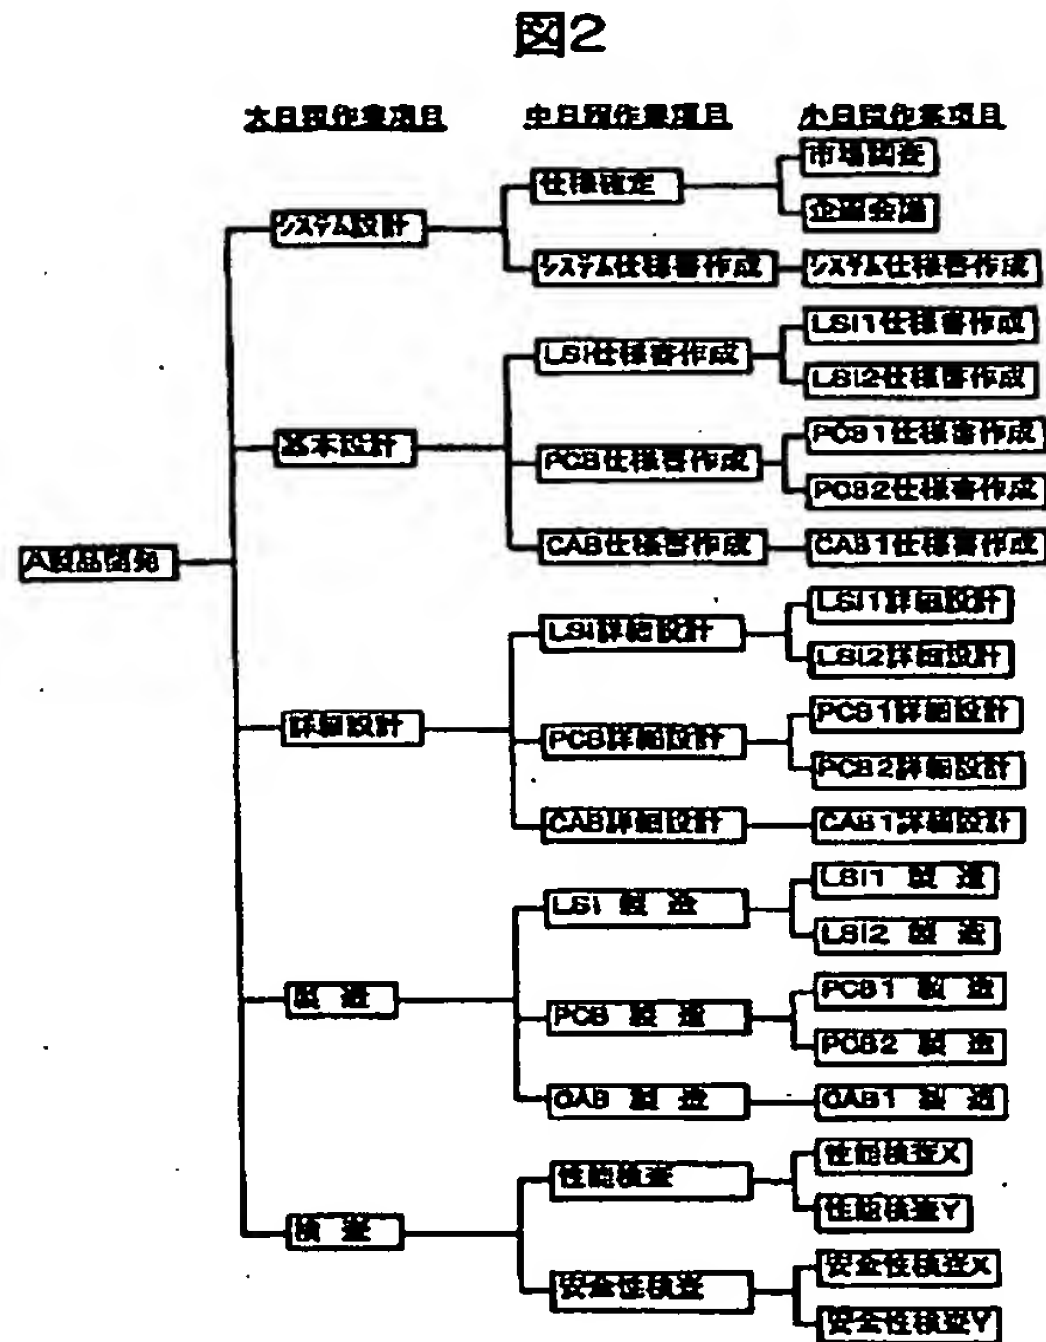 図2
大日程作業項目 中日程作業項目 小日程作業項目
市場調査
仕様確定
企画会議
システム設計
システム仕様書作成 システム仕様書作成
LSI1仕様書作成
LSI仕様書作成
LSI2仕様書作成
PCB1仕様書作成
基本設計
PCB仕様書作成
PCB2仕様書作成
CAB仕様書作成 CAB1仕様書作成
A製品開発
LSI1詳細設計
LSI詳細設計
LSI2詳細設計
PCB1詳細設計
詳細設計
PCB詳細設計
PCB2詳細設計
CAB詳細設計 CAB1詳細設計
LSI1 製 造
LSI 製 造
LSI2 製 造
PCB1 製 造
製 造
PCB 製 造
PCB2 製 造
CAB 製 造 CAB1 製 造
性能検査X
性能検査
性能検査Y
検 査
安全性検査X
安全性検査
安全性検査Y